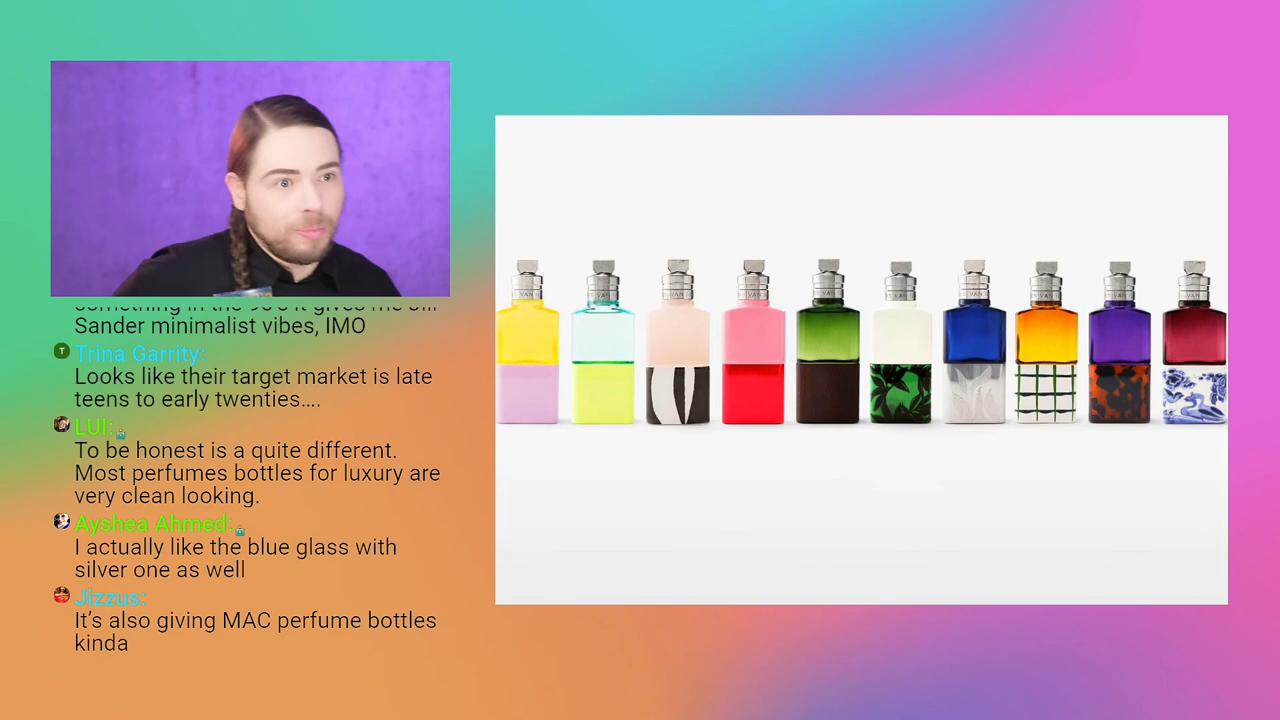 Sander minimalist vibes, IMO
Trina Garrity:
Looks like their target market is late
teens to early twenties....
LUI:
To be honest is a quite different.
Most perfumes bottles for luxury are
very clean looking.
Ayshea Ahmed:
I actually like the blue glass with
silver one as well
Jizzus:
It’s also giving MAC perfume bottles
kinda